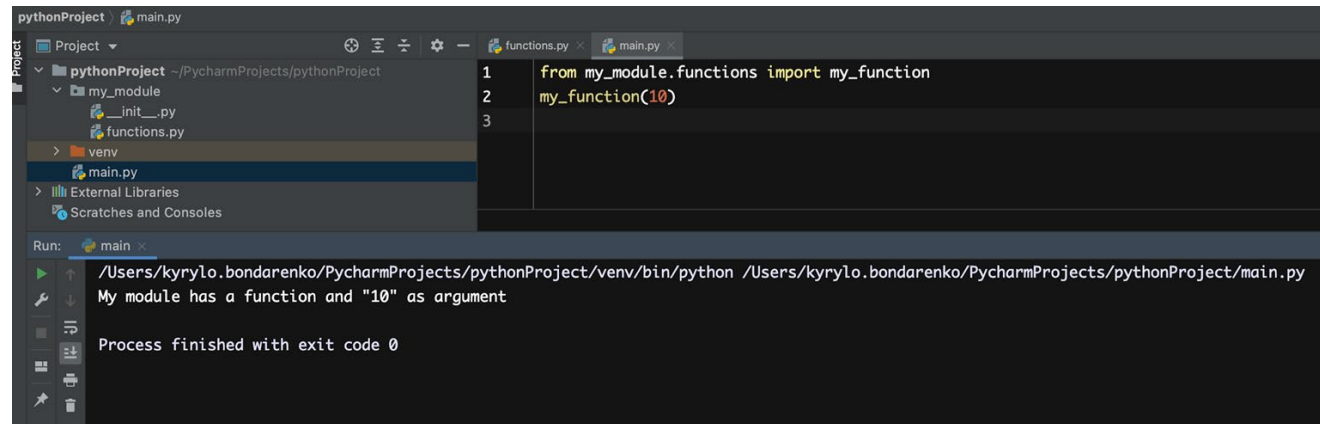 pythonProject main.py
Project
Project
functions.py
main.py
pythonProject ~/PycharmProjects/pythonProject
my_module
__init__.py
functions.py
venv
main.py
External Libraries
Scratches and Consoles
1 from my_module.functions import my_function
2 my_function(10)
3
Run: main
/Users/kyrylo.bondarenko/PycharmProjects/pythonProject/venv/bin/python /Users/kyrylo.bondarenko/PycharmProjects/pythonProject/main.py
My module has a function and "10" as argument
Process finished with exit code 0